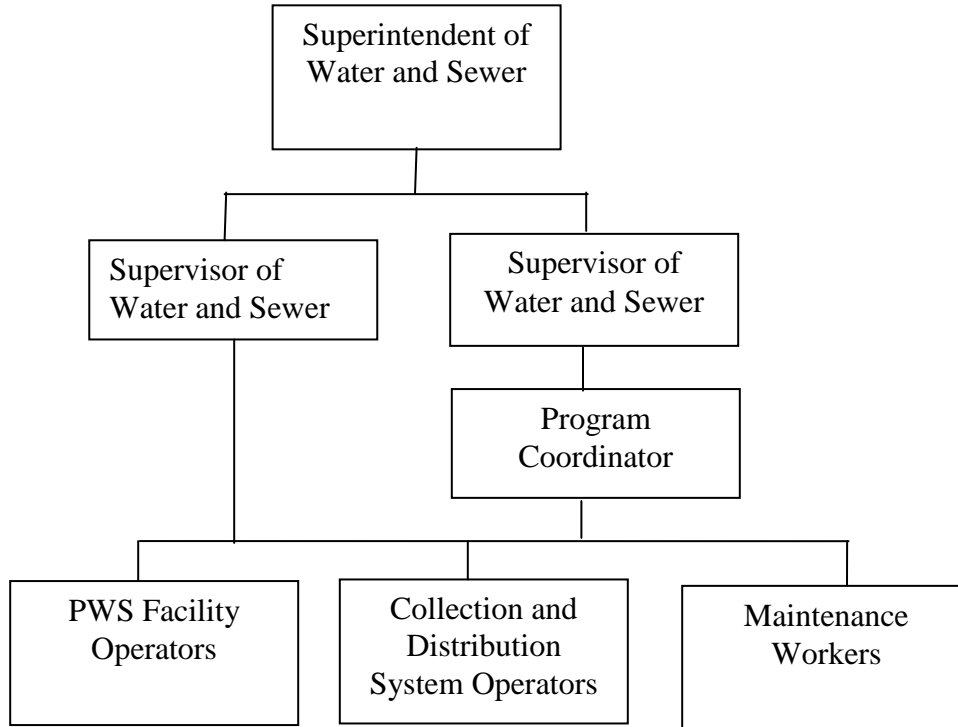 Superintendent of
Water and Sewer
Supervisor of
Water and Sewer
Supervisor of
Water and Sewer
Program
Coordinator
PWS Facility
Operators
Collection and
Distribution
System Operators
Maintenance
Workers